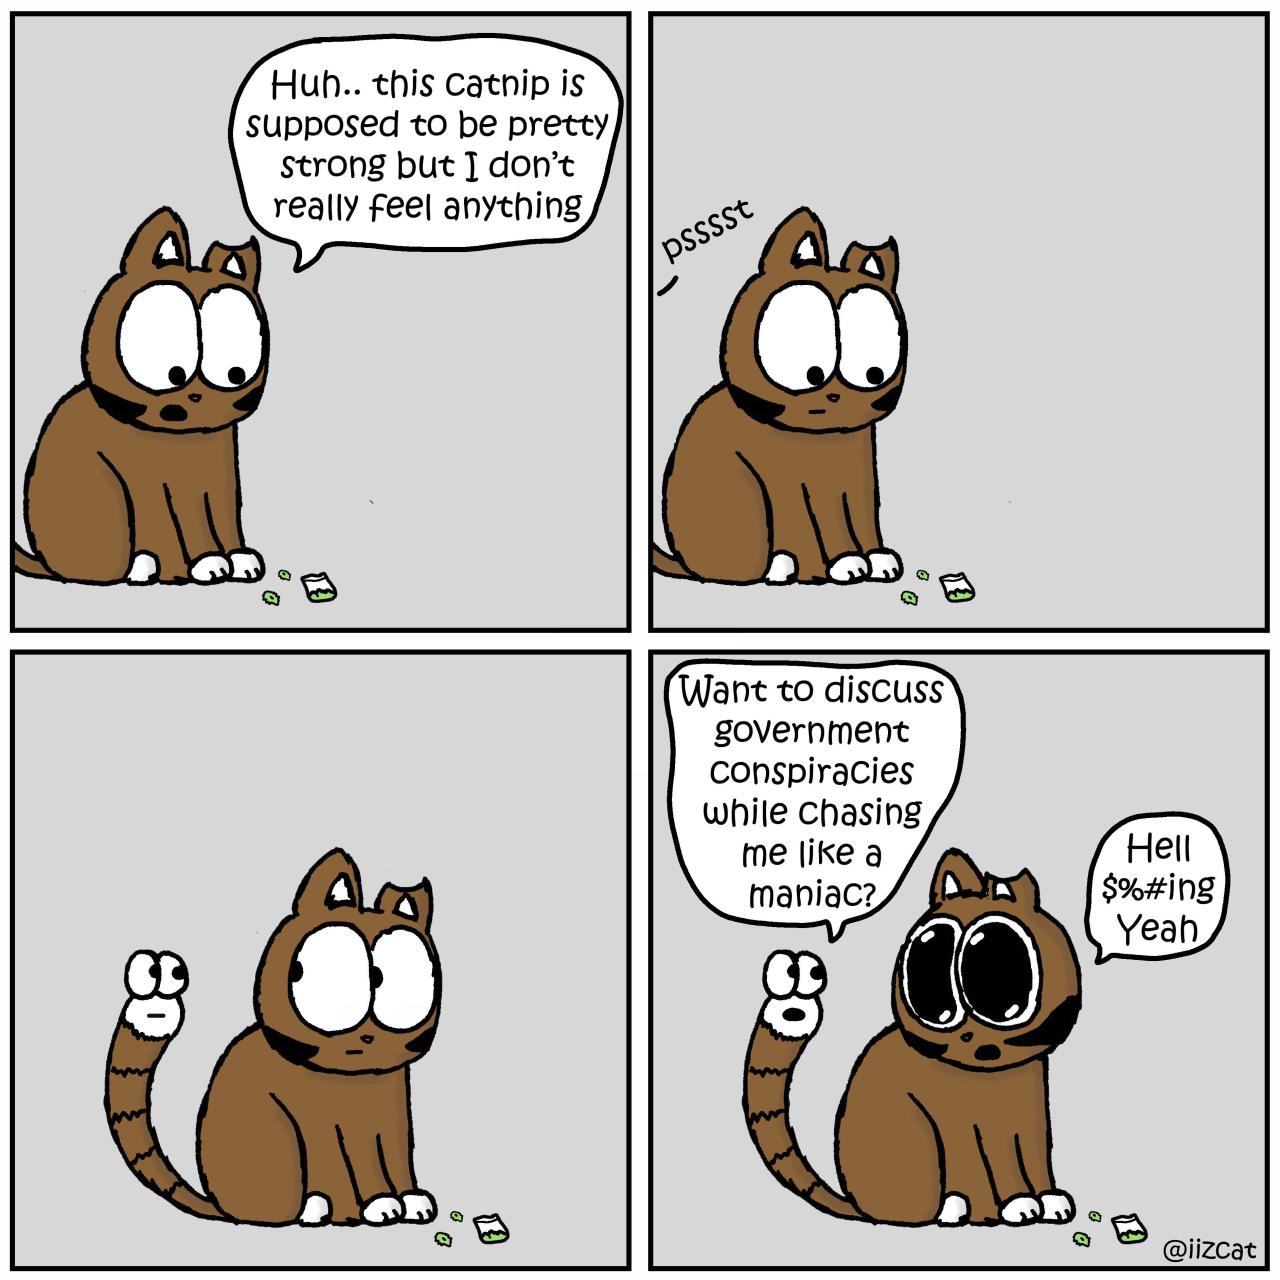 Huh.. this catnip is
supposed to be pretty
strong but I don't
really feel anything
psssst
Want to discuss
government
conspiracies
while chasing
me like a
maniac?
Hell
$%#ing
Yeah
@iizcat